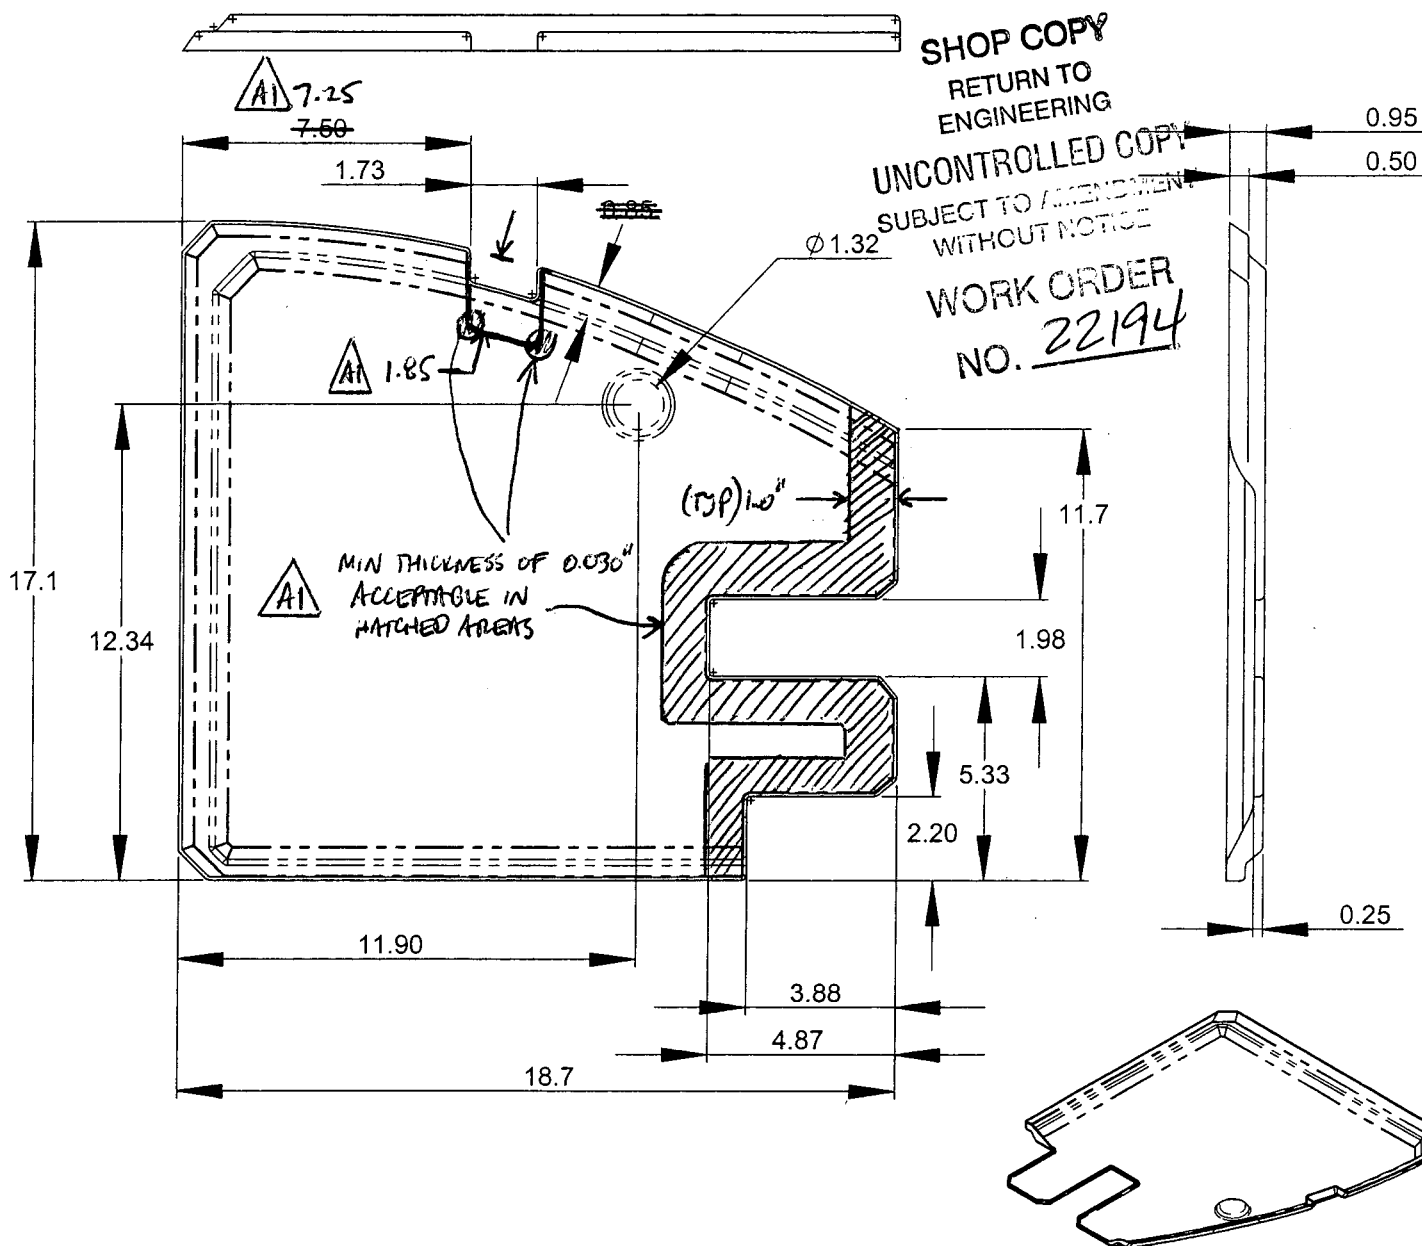 SHOP COPY
RETURN TO
ENGINEERING
UNCONTROLLED COPY
SUBJECT TO AMENDMENT
WITHOUT NOTICE
WORK ORDER
NO. 22194
A1 7.25
7.50
1.73
0.85
Ø1.32
0.95
0.50
A1 1.85
(TYP) 1.0"
11.7
17.1
12.34
A1
MIN THICKNESS OF 0.030"
ACCEPTABLE IN
HATCHED AREAS
1.98
5.33
2.20
11.90
3.88
4.87
18.7
0.25